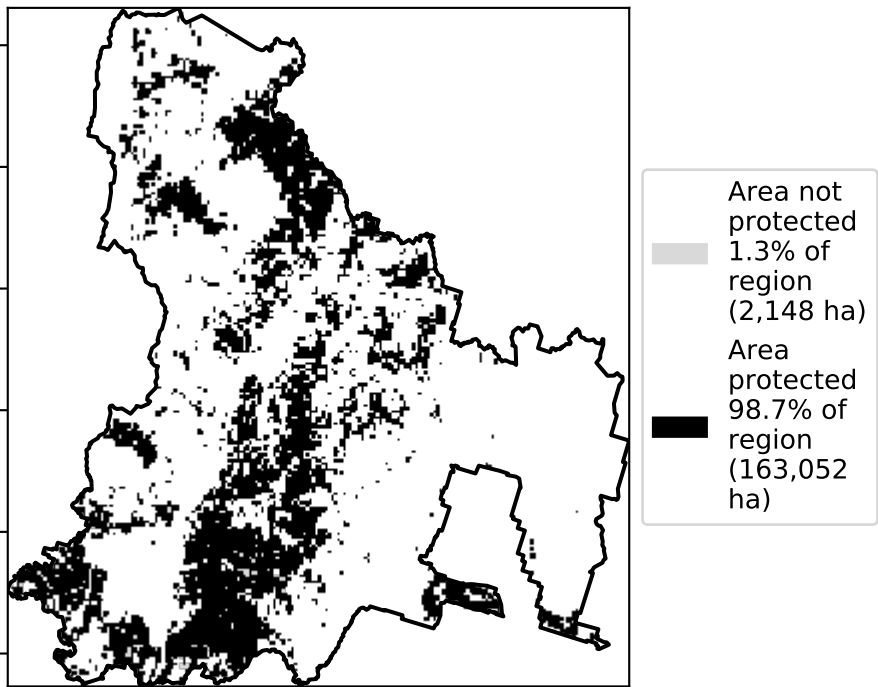 Area not
protected
1.3% of
region
(2,148 ha)
Area
protected
98.7% of
region
(163,052
ha)